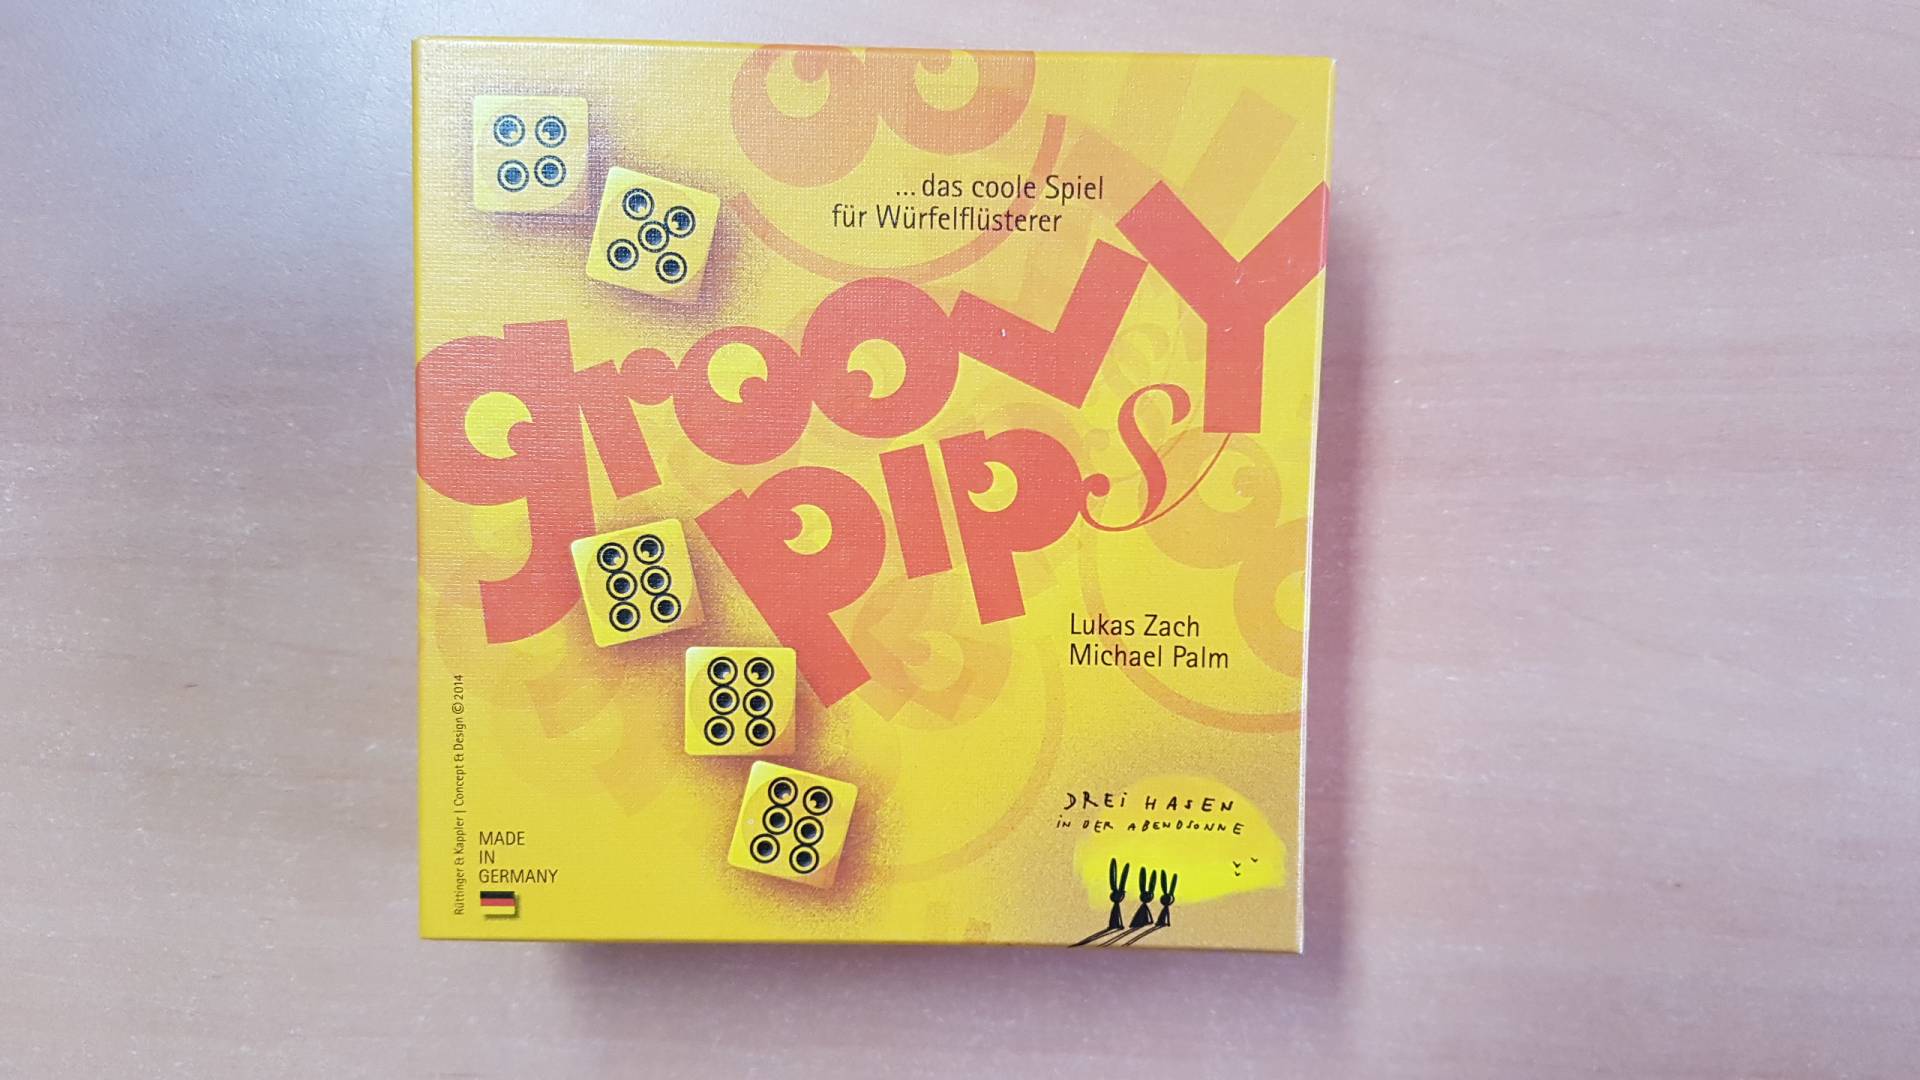 ... das coole Spiel
für Würfelflüsterer
grooVY
pips
Lukas Zach
Michael Palm
DREi HASEN
iN DER ABENDSONNE
MADE
IN
GERMANY
Rüttinger & Kappler | Concept & Design © 2014